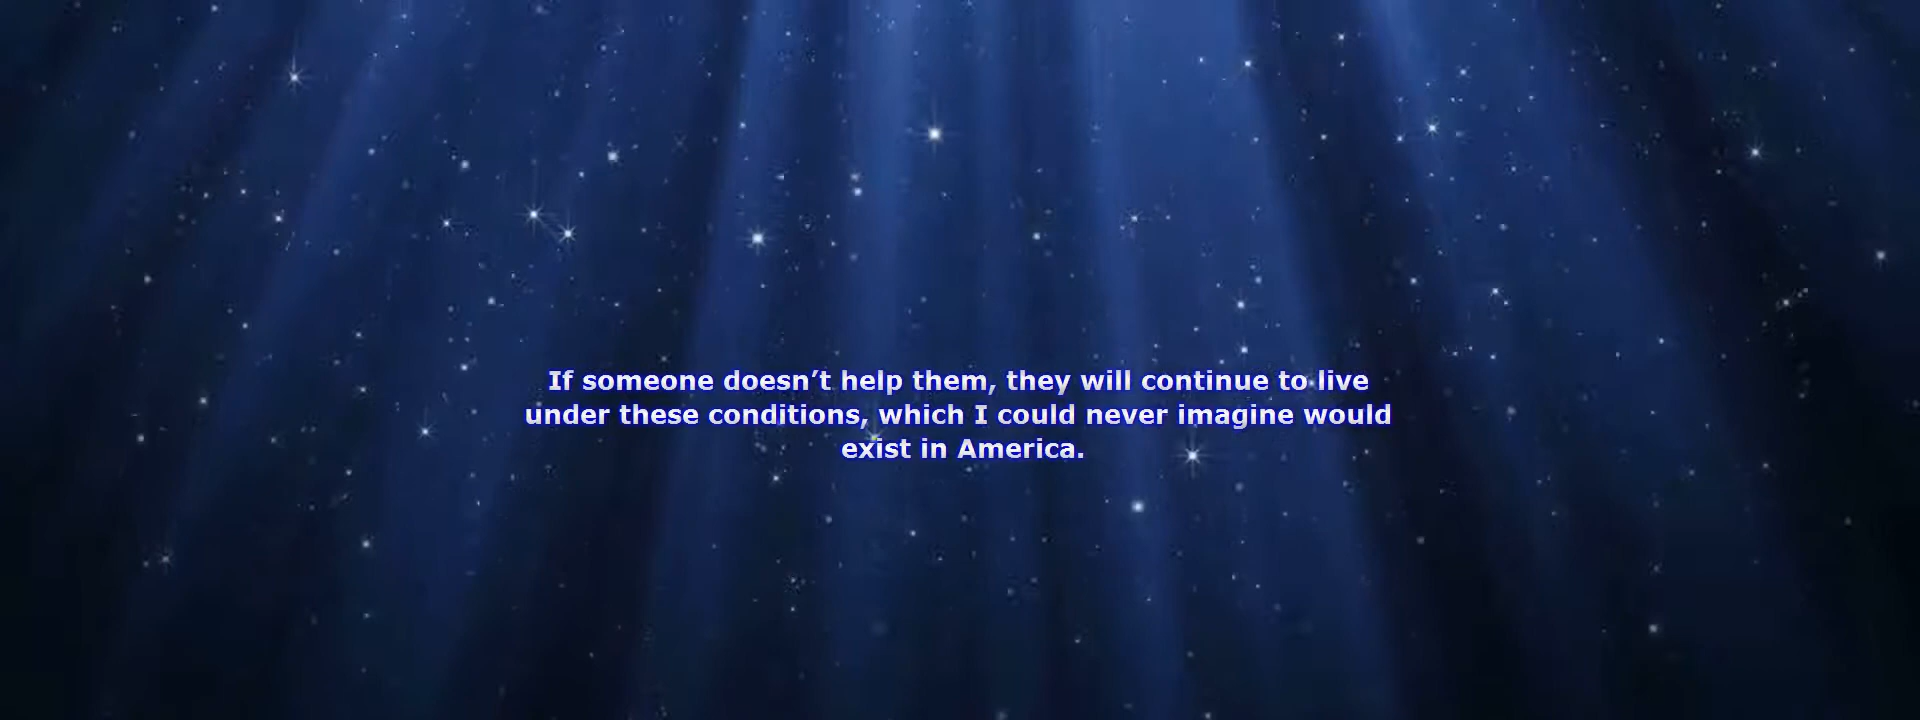 If someone doesn’t help them, they will continue to live
under these conditions, which I could never imagine would
exist in America.